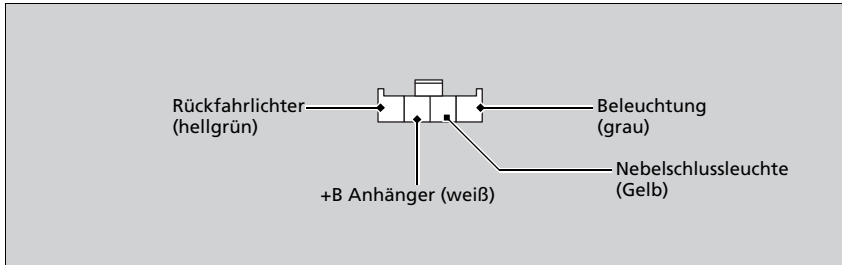 Rückfahrlichter
(hellgrün)
Beleuchtung
(grau)
Nebelschlussleuchte
(Gelb)
+B Anhänger (weiß)